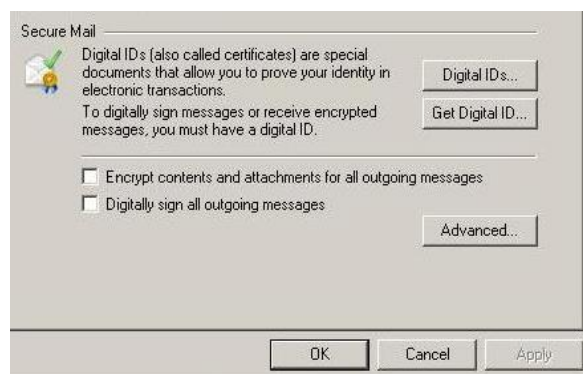 Secure Mail
Digital IDs (also called certificates) are special
documents that allow you to prove your identity in
electronic transactions.
Digital IDs...
To digitally sign messages or receive encrypted
messages, you must have a digital ID.
Get Digital ID...
Encrypt contents and attachments for all outgoing messages
Digitally sign all outgoing messages
Advanced...
OK Cancel Apply